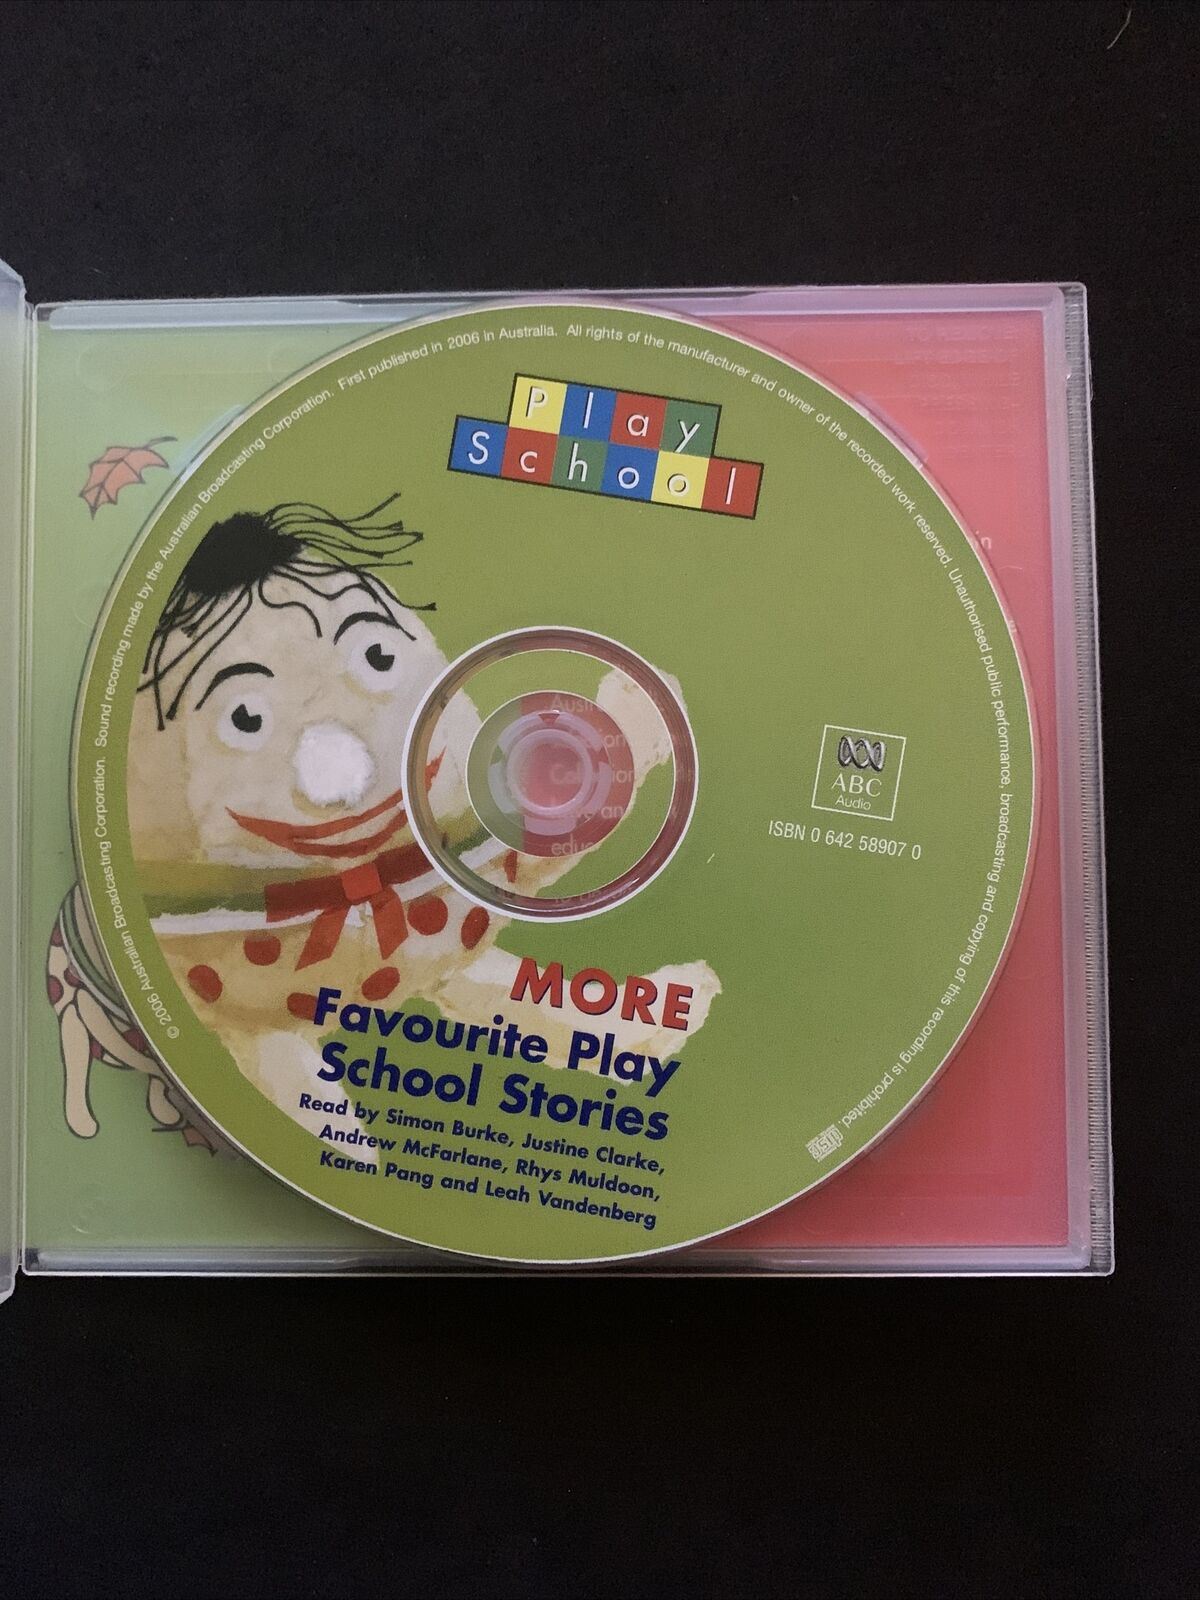 © 2006 Australian Broadcasting Corporation. Sound recording made by the Australian Broadcasting Corporation. First published in 2006 in Australia. All rights of the manufacturer and owner of the recorded work reserved. Unauthorised public performance, broadcasting and copying of this recording is prohibited.
Play
School
ABC
Audio
ISBN 0 642 58907 0
MORE
Favourite Play
School Stories
Read by Simon Burke, Justine Clarke,
Andrew McFarlane, Rhys Muldoon,
Karen Pang and Leah Vandenberg
disc